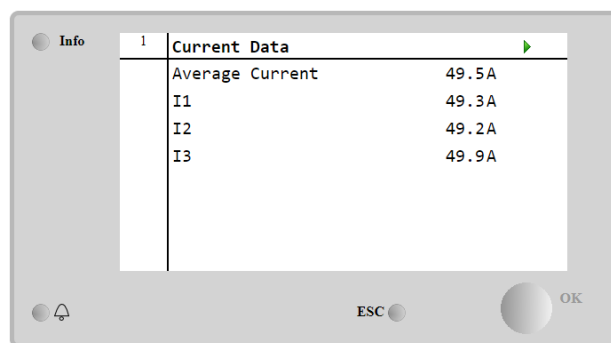 Info
1 Current Data
Average Current 49.5A
I1 49.3A
I2 49.2A
I3 49.9A
ESC OK